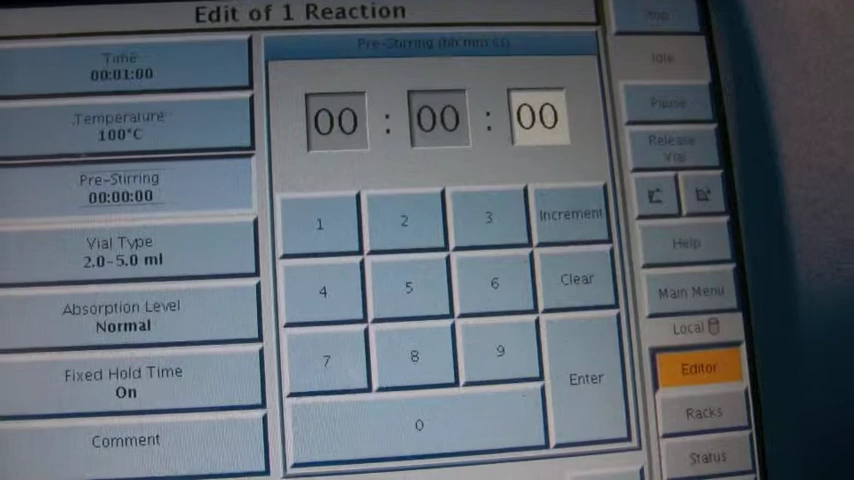 Edit of 1 Reaction
Time
00:01:00
Temperature
100°C
Pre-Stirring
00:00:00
Vial Type
2.0-5.0 ml
Absorption Level
Normal
Fixed Hold Time
On
Comment
Pre-Stirring (hh:mm:ss)
00 : 00 : 00
1 2 3 Increment
4 5 6 Clear
7 8 9 Enter
0
Stop
Idle
Pause
Release
Vial
Help
Main Menu
Local
Editor
Racks
Status